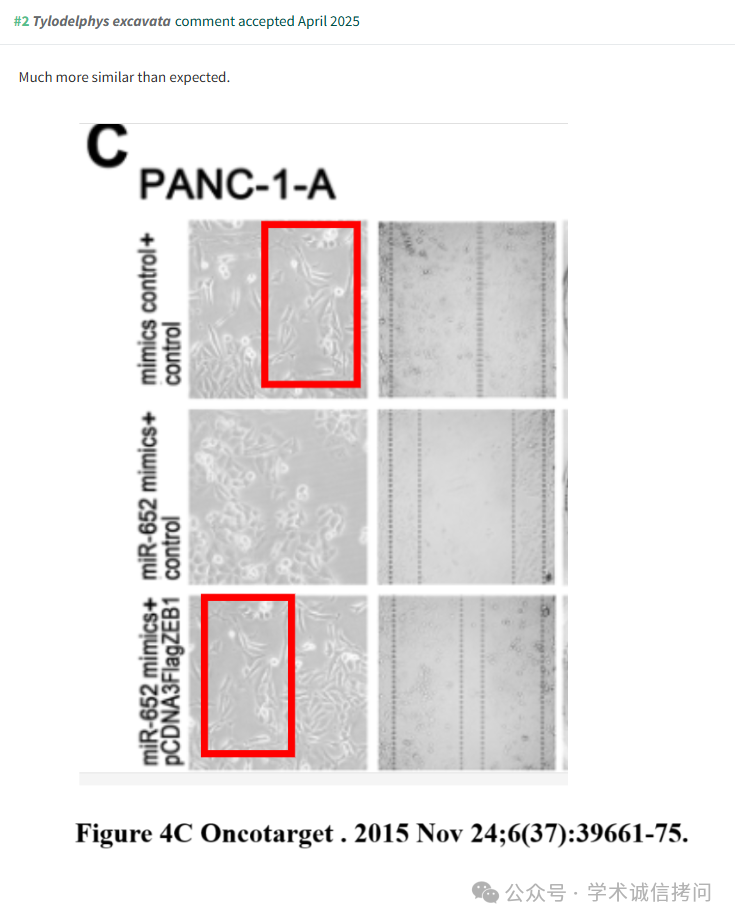 #2 Tylodelphys excavata comment accepted April 2025
Much more similar than expected.
C
PANC-1-A
mimics control+
control
miR-652 mimics+
control
miR-652 mimics+
pCDNA3FlagZEB1
Figure 4C Oncotarget . 2015 Nov 24;6(37):39661-75.
公众号 · 学术诚信拷问